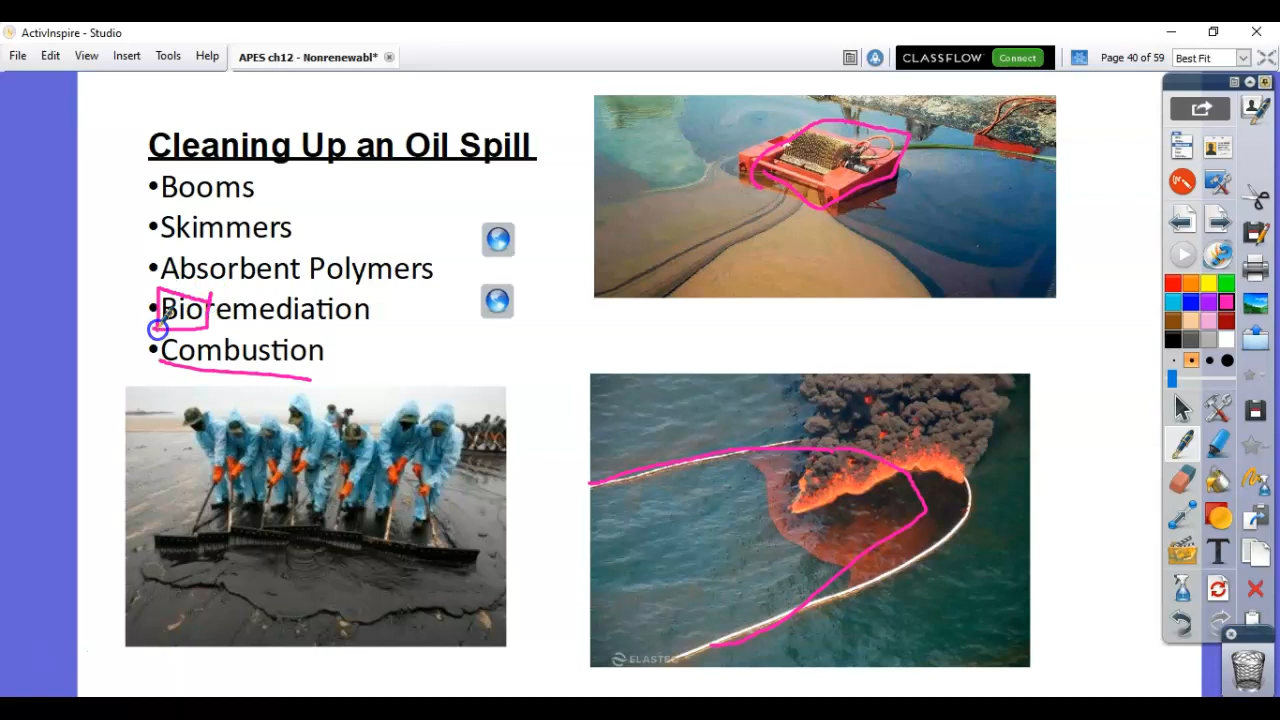 ActivInspire - Studio
File Edit View Insert Tools Help
APES ch12 - Nonrenewabl*
CLASSFLOW Connect
Page 40 of 59
Best Fit
Cleaning Up an Oil Spill
•Booms
•Skimmers
•Absorbent Polymers
•Bioremediation
•Combustion
ELASTEC